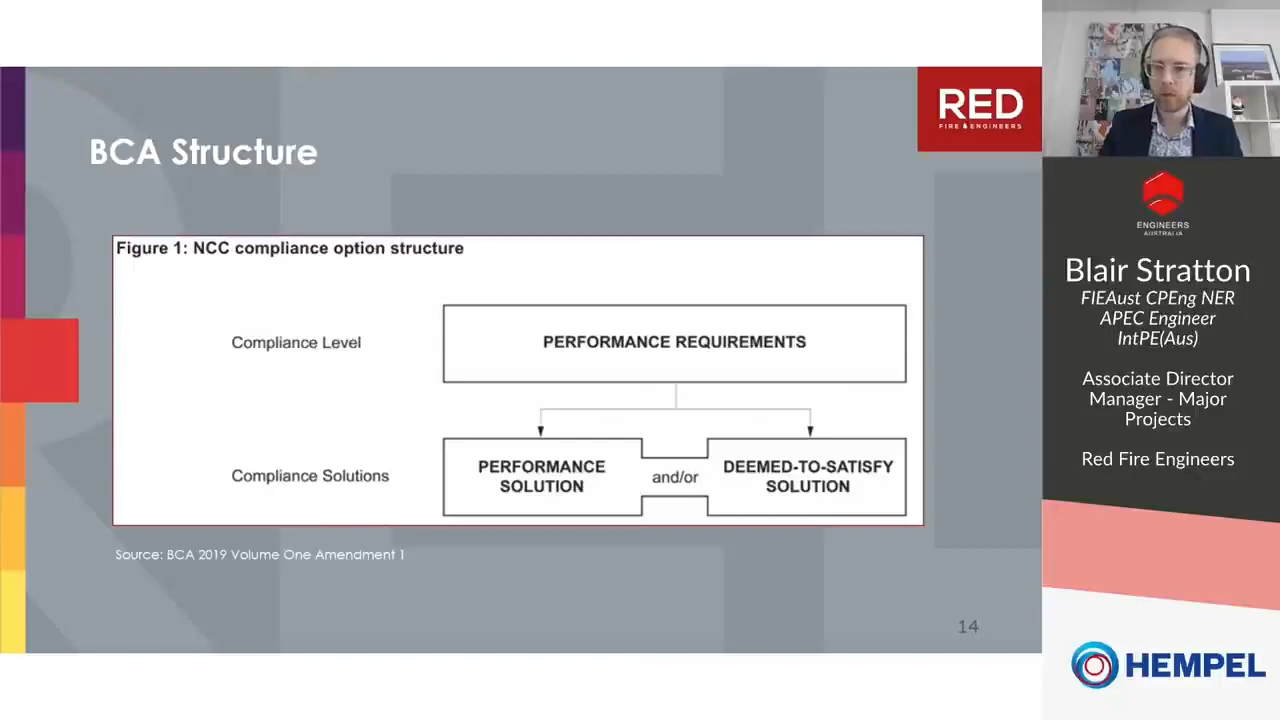 BCA Structure
RED
FIRE & ENGINEERS
Figure 1: NCC compliance option structure
Compliance Level
PERFORMANCE REQUIREMENTS
Compliance Solutions
PERFORMANCE
SOLUTION
and/or
DEEMED-TO-SATISFY
SOLUTION
Source: BCA 2019 Volume One Amendment 1
14
ENGINEERS
AUSTRALIA
Blair Stratton
FIEAust CPEng NER
APEC Engineer
IntPE(Aus)
Associate Director
Manager - Major
Projects
Red Fire Engineers
HEMPEL